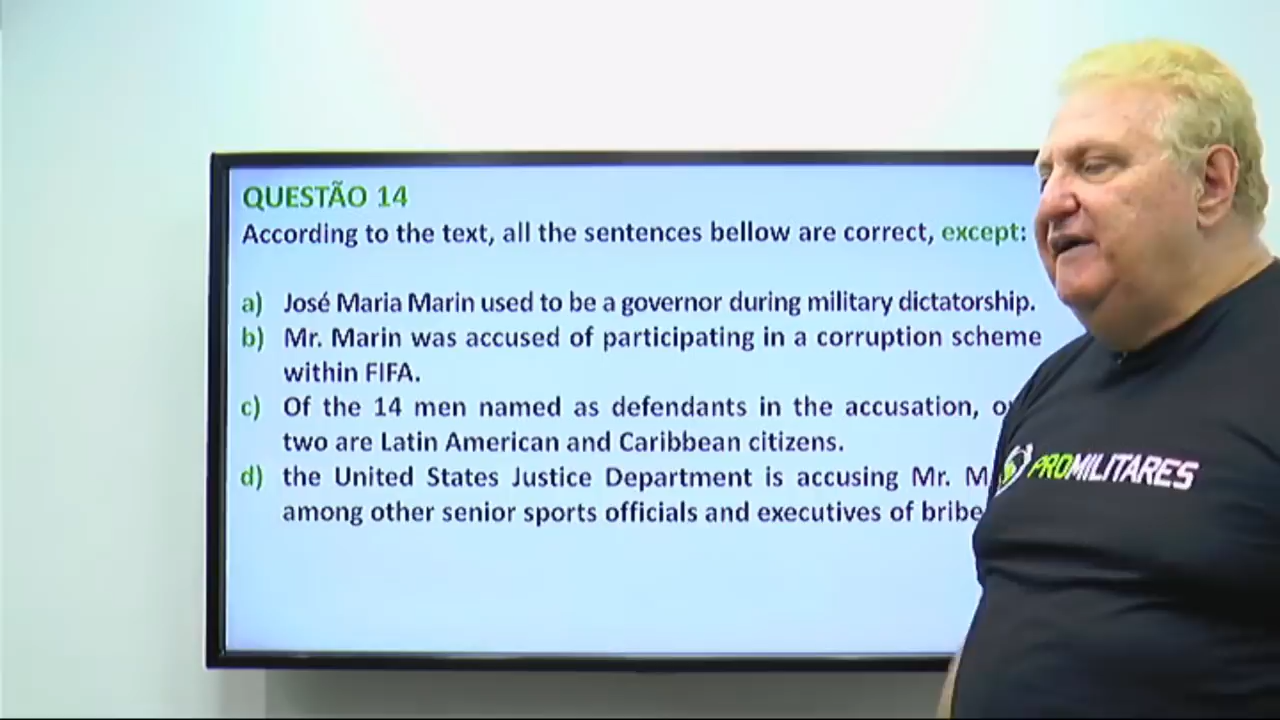 QUESTÃO 14
According to the text, all the sentences bellow are correct, except:
a) José Maria Marin used to be a governor during military dictatorship.
b) Mr. Marin was accused of participating in a corruption scheme
within FIFA.
c) Of the 14 men named as defendants in the accusation,
two are Latin American and Caribbean citizens.
d) the United States Justice Department is accusing Mr.
among other senior sports officials and executives of
PROMILITARES